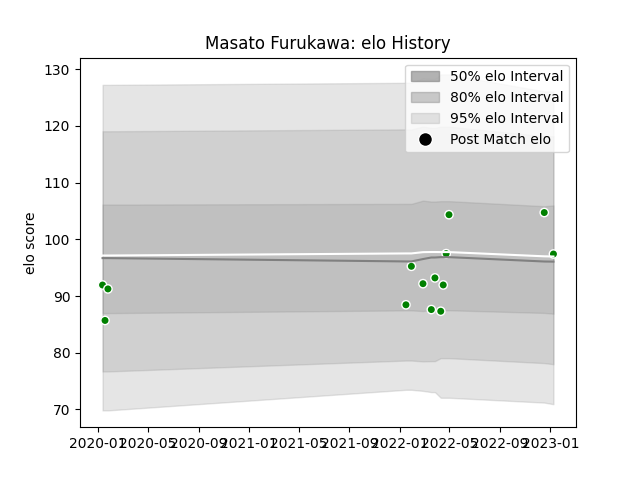 Masato Furukawa: elo History
50% elo Interval
80% elo Interval
95% elo Interval
Post Match elo
elo score
130
120
110
100
90
80
70
2020-01 2020-05 2020-09 2021-01 2021-05 2021-09 2022-01 2022-05 2022-09 2023-01